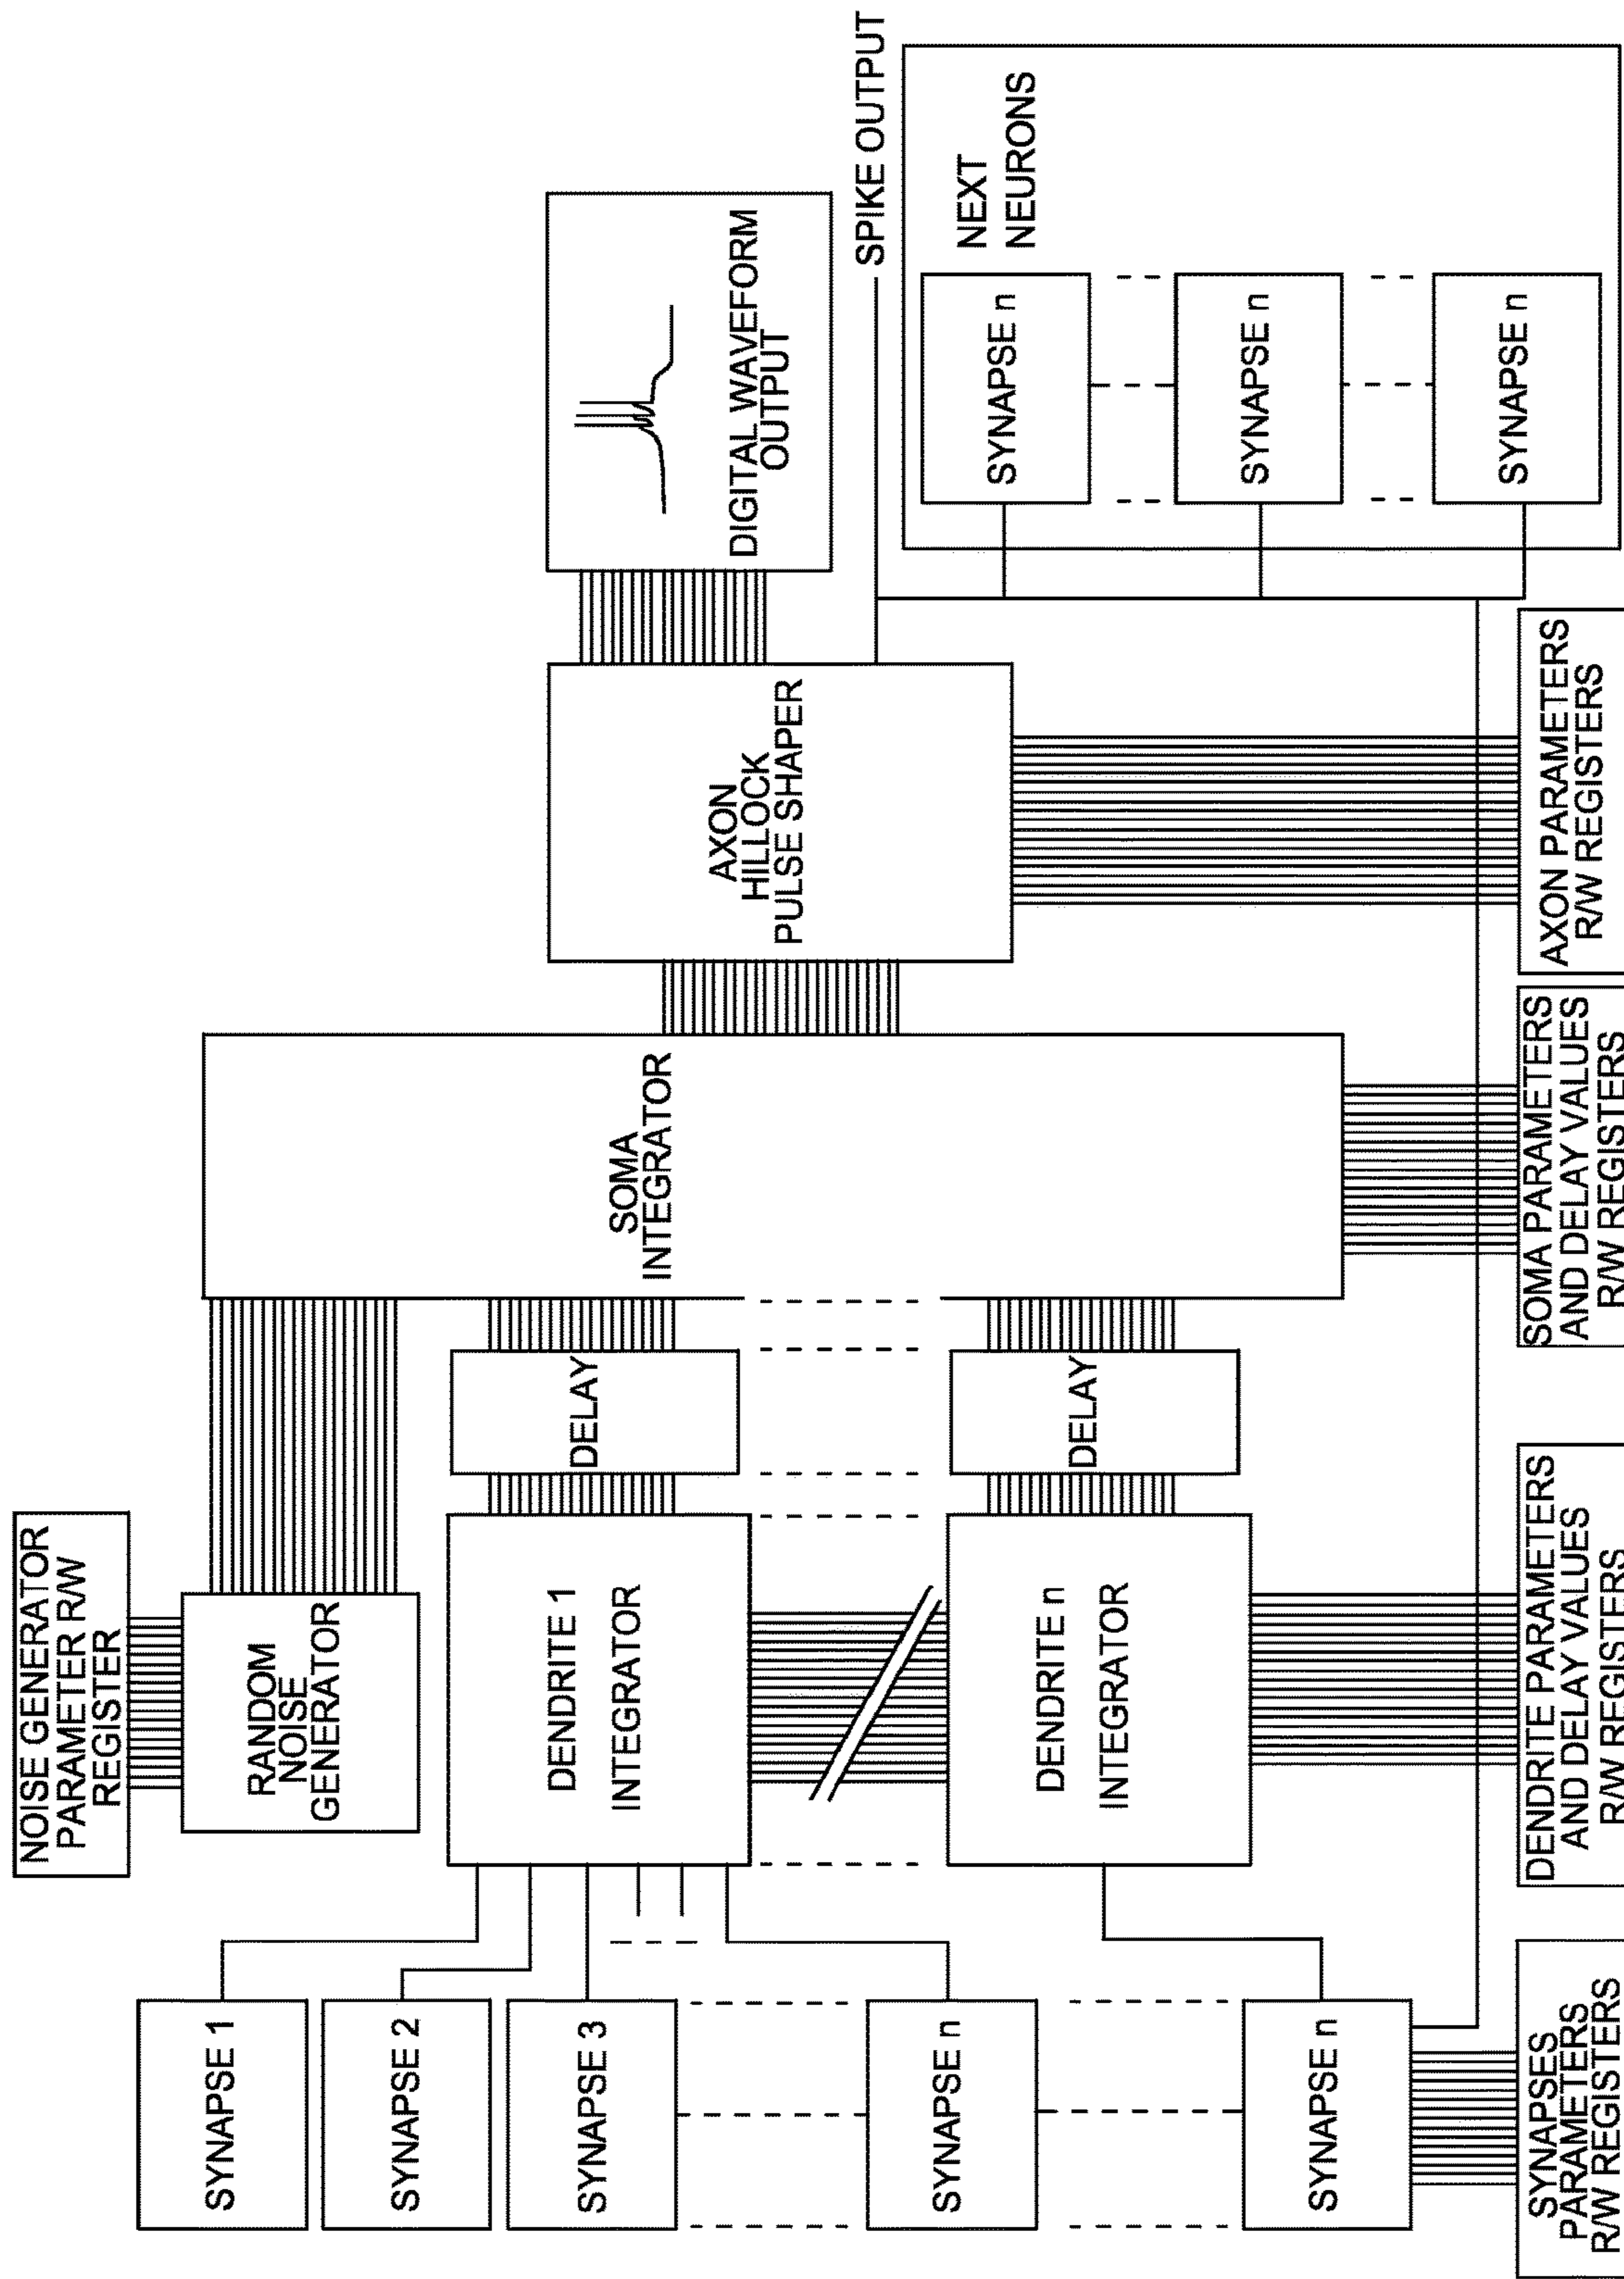 NOISE GENERATOR
PARAMETER R/W
REGISTER
RANDOM
NOISE
GENERATOR
SYNAPSE 1
SYNAPSE 2
SYNAPSE 3
SYNAPSE n
SYNAPSE n
DENDRITE 1
INTEGRATOR
DENDRITE n
INTEGRATOR
DELAY
DELAY
SOMA
INTEGRATOR
AXON
HILLOCK
PULSE SHAPER
DIGITAL WAVEFORM
OUTPUT
SPIKE OUTPUT
NEXT
NEURONS
SYNAPSE n
SYNAPSE n
SYNAPSE n
SYNAPSES
PARAMETERS
R/W REGISTERS
DENDRITE PARAMETERS
AND DELAY VALUES
R/W REGISTERS
SOMA PARAMETERS
AND DELAY VALUES
R/W REGISTERS
AXON PARAMETERS
R/W REGISTERS